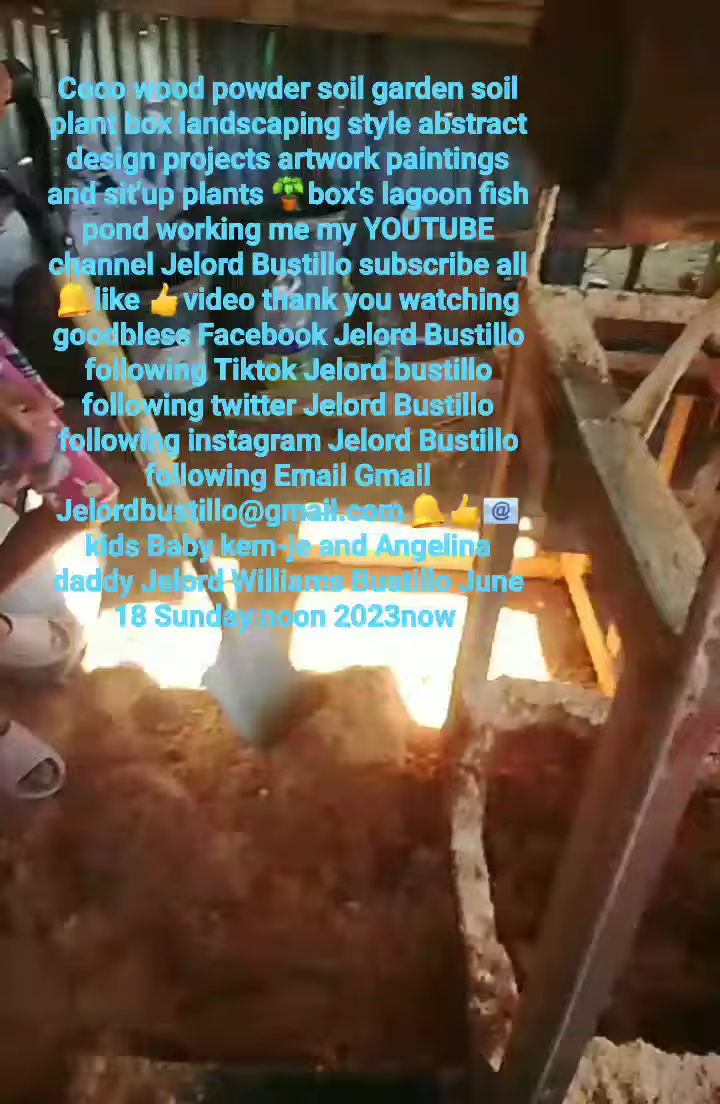 Coco wood powder soil garden soil
plant box landscaping style abstract
design projects artwork paintings
and sit'up plants 🪴box's lagoon fish
pond working me my YOUTUBE
channel Jelord Bustillo subscribe all
🔔like 👍video thank you watching
goodbless Facebook Jelord Bustillo
following Tiktok Jelord bustillo
following twitter Jelord Bustillo
following instagram Jelord Bustillo
following Email Gmail
Jelordbustillo@gmail.com 🔔👍📧
kids Baby kem-je and Angelina
daddy Jelord Williams Bustillo June
18 Sunday noon 2023now